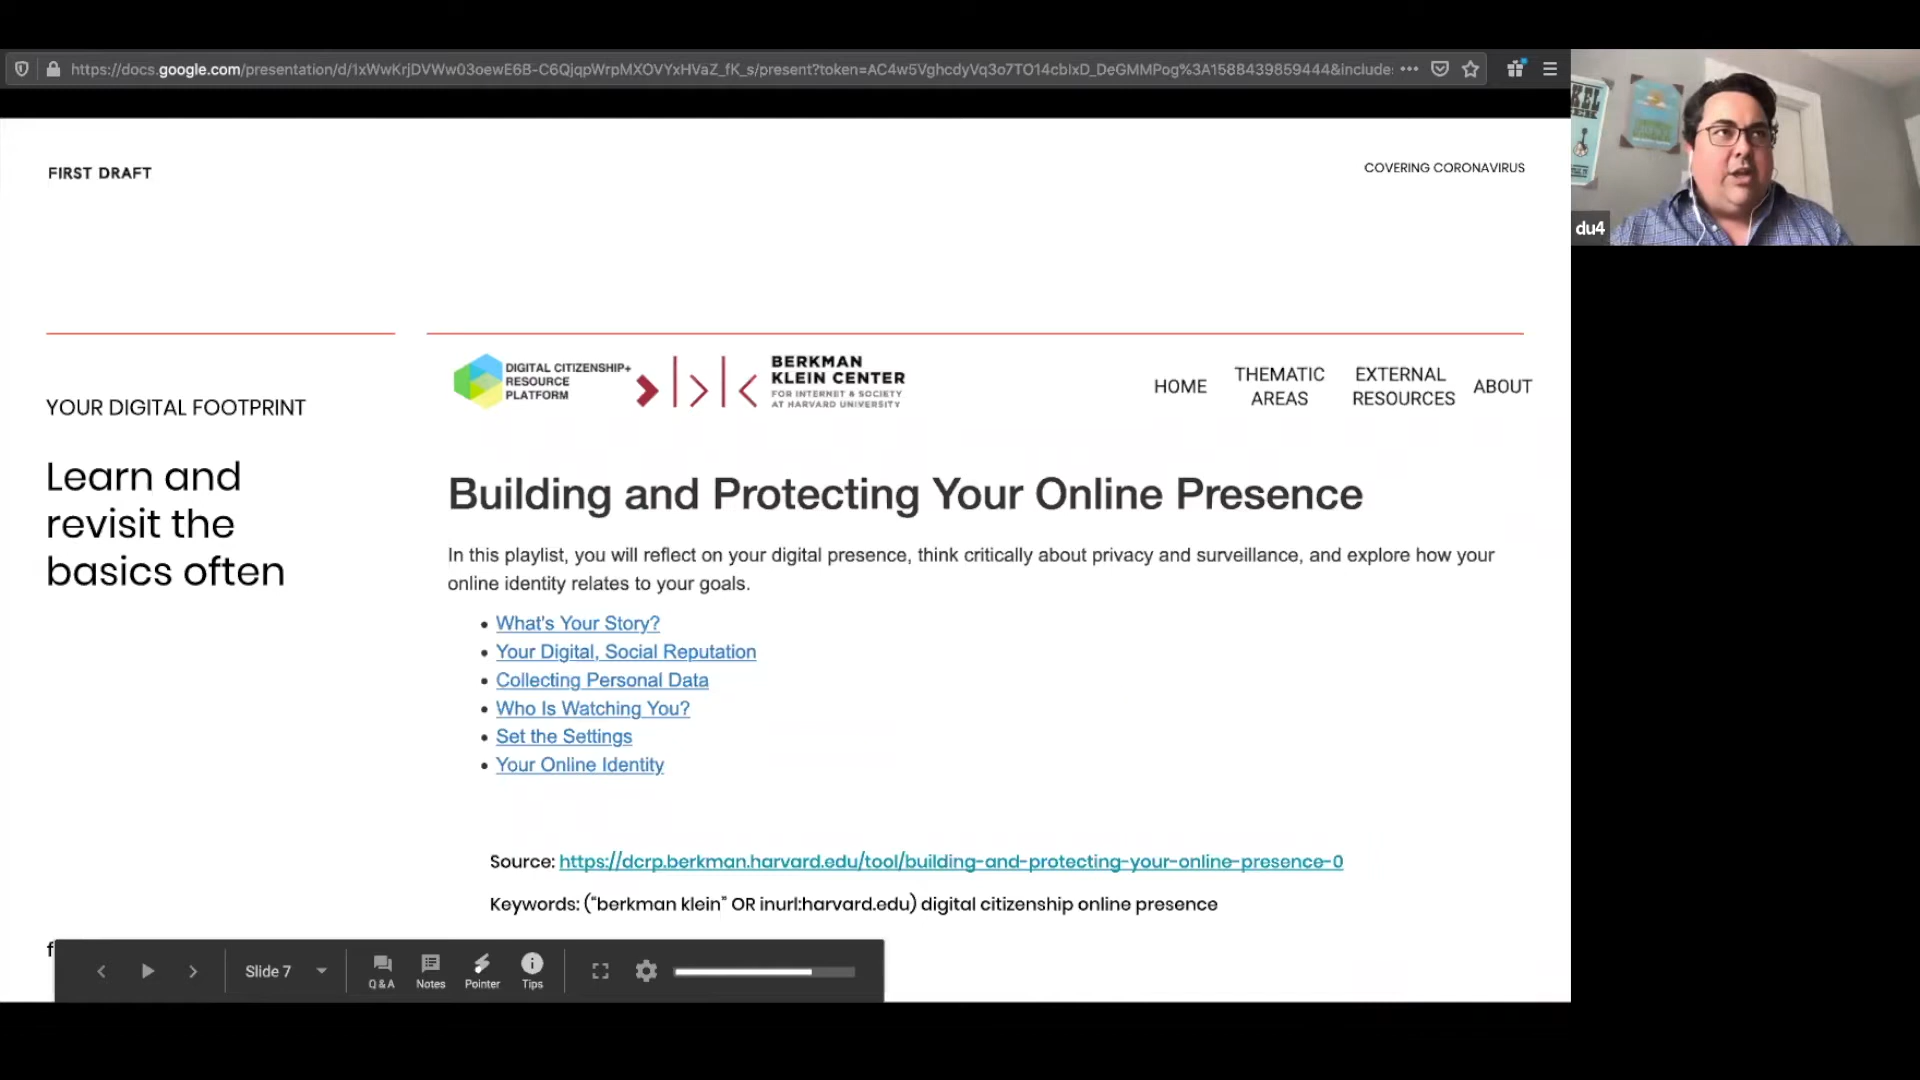 https://docs.google.com/presentation/d/1xWwKrjDVWw03oewE6B-C6QjqpWrpMXOVYxHVaZ_fK_s/present?token=AC4w5VghcdyVq3o7TO14cbIxD_DeGMMPog%3A1588439859444&include:
FIRST DRAFT
COVERING CORONAVIRUS
du4
DIGITAL CITIZENSHIP+
RESOURCE
PLATFORM
BERKMAN
KLEIN CENTER
FOR INTERNET & SOCIETY
AT HARVARD UNIVERSITY
HOME
THEMATIC
AREAS
EXTERNAL
RESOURCES
ABOUT
YOUR DIGITAL FOOTPRINT
Learn and
revisit the
basics often
Building and Protecting Your Online Presence
In this playlist, you will reflect on your digital presence, think critically about privacy and surveillance, and explore how your
online identity relates to your goals.
• What's Your Story?
• Your Digital, Social Reputation
• Collecting Personal Data
• Who Is Watching You?
• Set the Settings
• Your Online Identity
Source: https://dcrp.berkman.harvard.edu/tool/building-and-protecting-your-online-presence-0
Keywords: (“berkman klein” OR inurl:harvard.edu) digital citizenship online presence
f
Slide 7
Q & A
Notes
Pointer
Tips